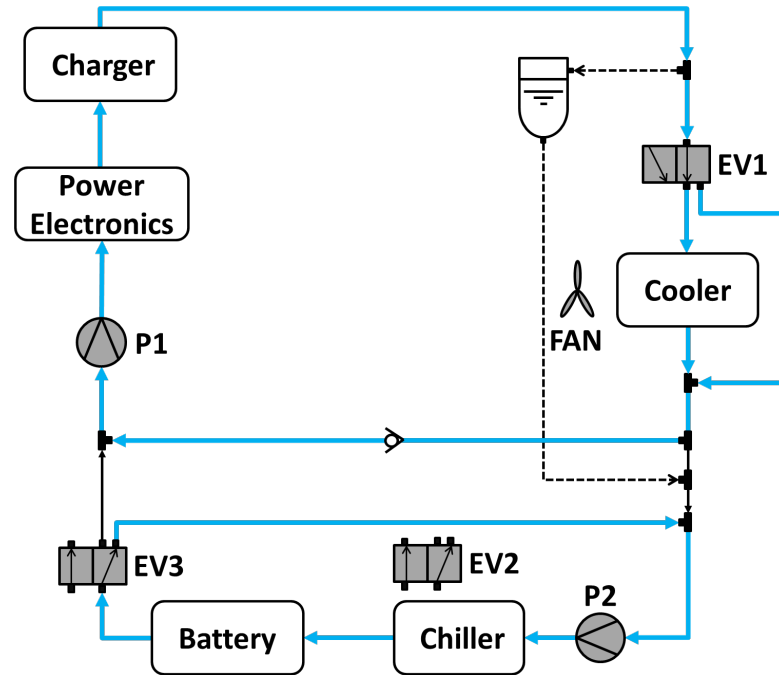 Charger
EV1
Power
Electronics
Cooler
FAN
P1
EV3
EV2
P2
Battery
Chiller